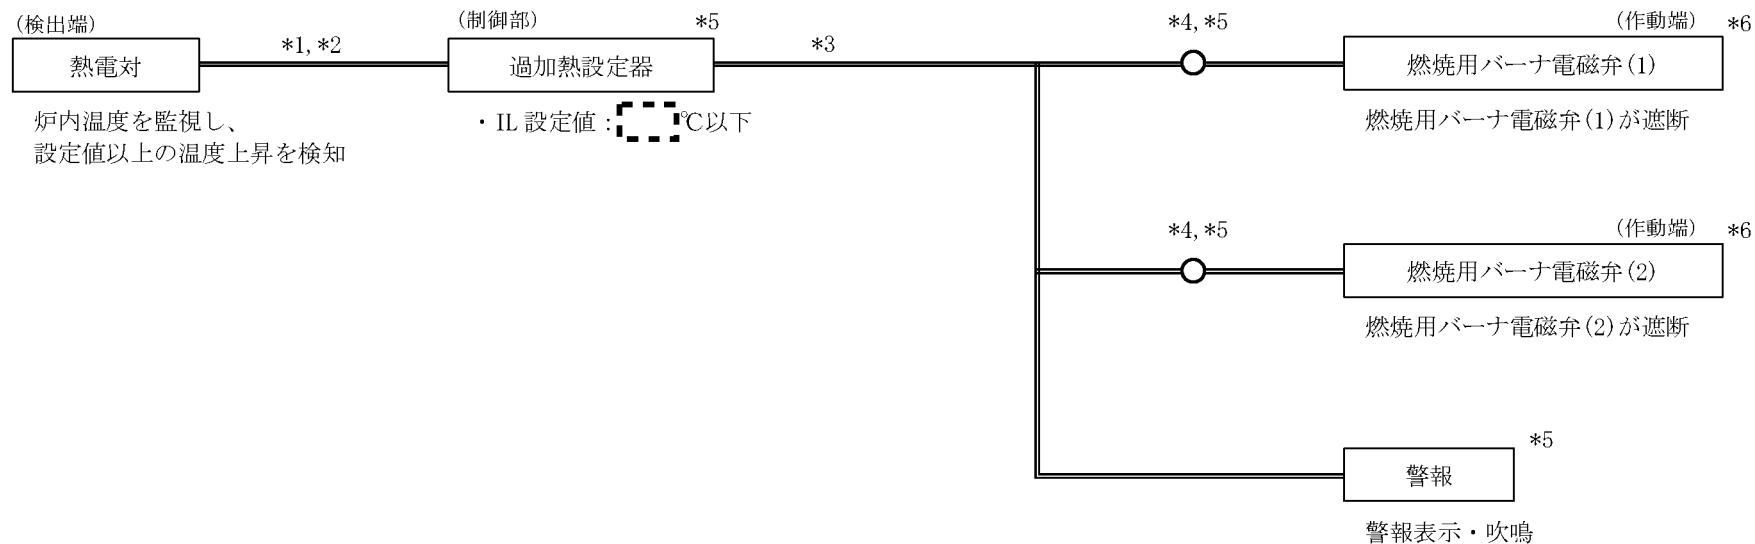 (検出端)
熱電対
*1, *2
炉内温度を監視し、
設定値以上の温度上昇を検知
(制御部)
*5
過加熱設定器
*3
・IL 設定値 : ℃以下
*4, *5
(作動端)
*6
燃焼用バーナ電磁弁(1)
燃焼用バーナ電磁弁(1)が遮断
*4, *5
(作動端)
*6
燃焼用バーナ電磁弁(2)
燃焼用バーナ電磁弁(2)が遮断
*5
警報
警報表示・吹鳴